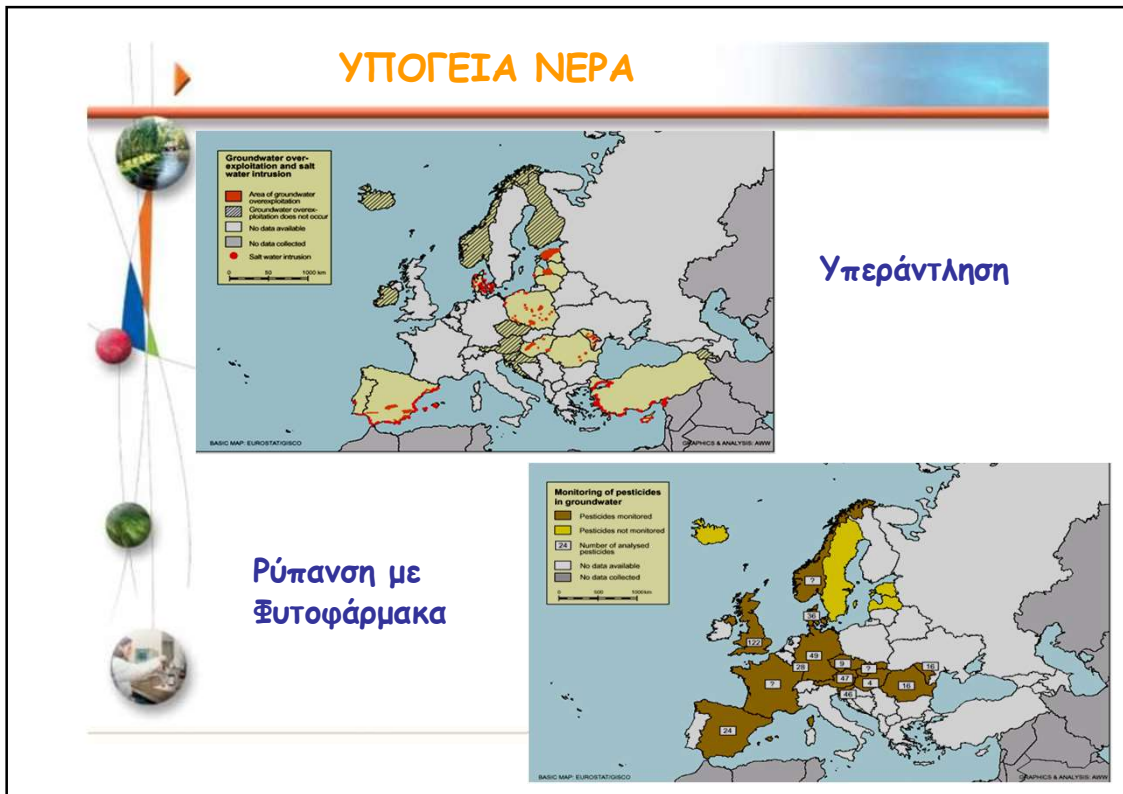 ΥΠΟΓΕΙΑ ΝΕΡΑ
Groundwater over-
exploitation and salt
water intrusion
Area of groundwater
overexploitation
Groundwater overex-
ploitation does not occur
No data available
No data collected
Salt water intrusion
0 50 1000 km
BASIC MAP: EUROSTAT/GISCO
GRAPHICS & ANALYSIS: AWW
Υπεράντληση
Ρύπανση με
Φυτοφάρμακα
Monitoring of pesticides
in groundwater
Pesticides monitored
Pesticides not monitored
24 Number of analysed
pesticides
No data available
No data collected
0 500 1000 km
?
36
122
49
28
9
?
16
?
47
4
16
46
24
BASIC MAP: EUROSTAT/GISCO
GRAPHICS & ANALYSIS: AWW